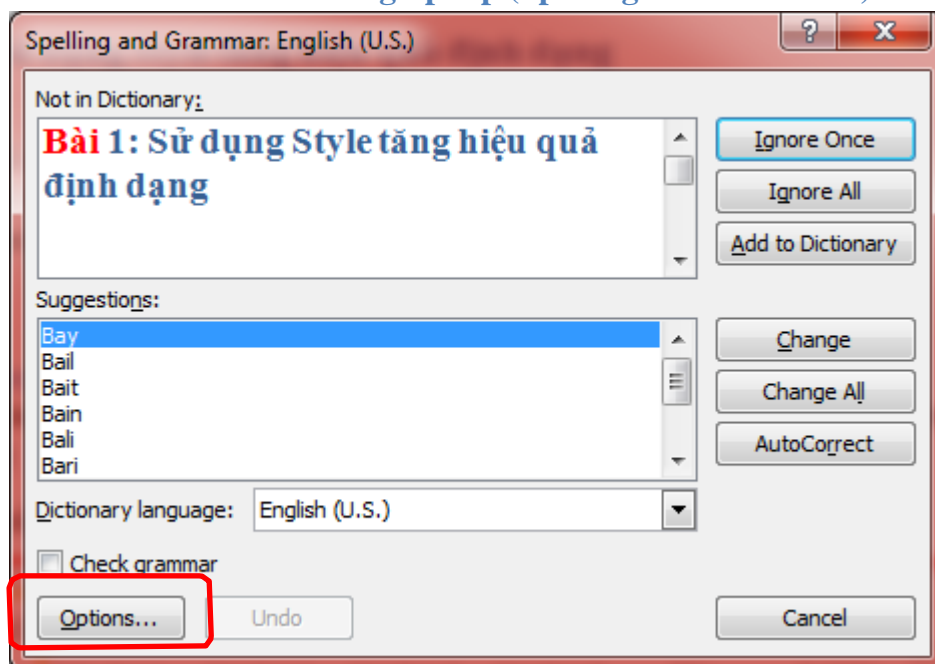 Spelling and Grammar: English (U.S.)
Not in Dictionary:
Bài 1: Sử dụng Style tăng hiệu quả
định dạng
Ignore Once
Ignore All
Add to Dictionary
Suggestions:
Bay
Bail
Bait
Bain
Bali
Bari
Change
Change All
AutoCorrect
Dictionary language: English (U.S.)
Check grammar
Options... Undo Cancel